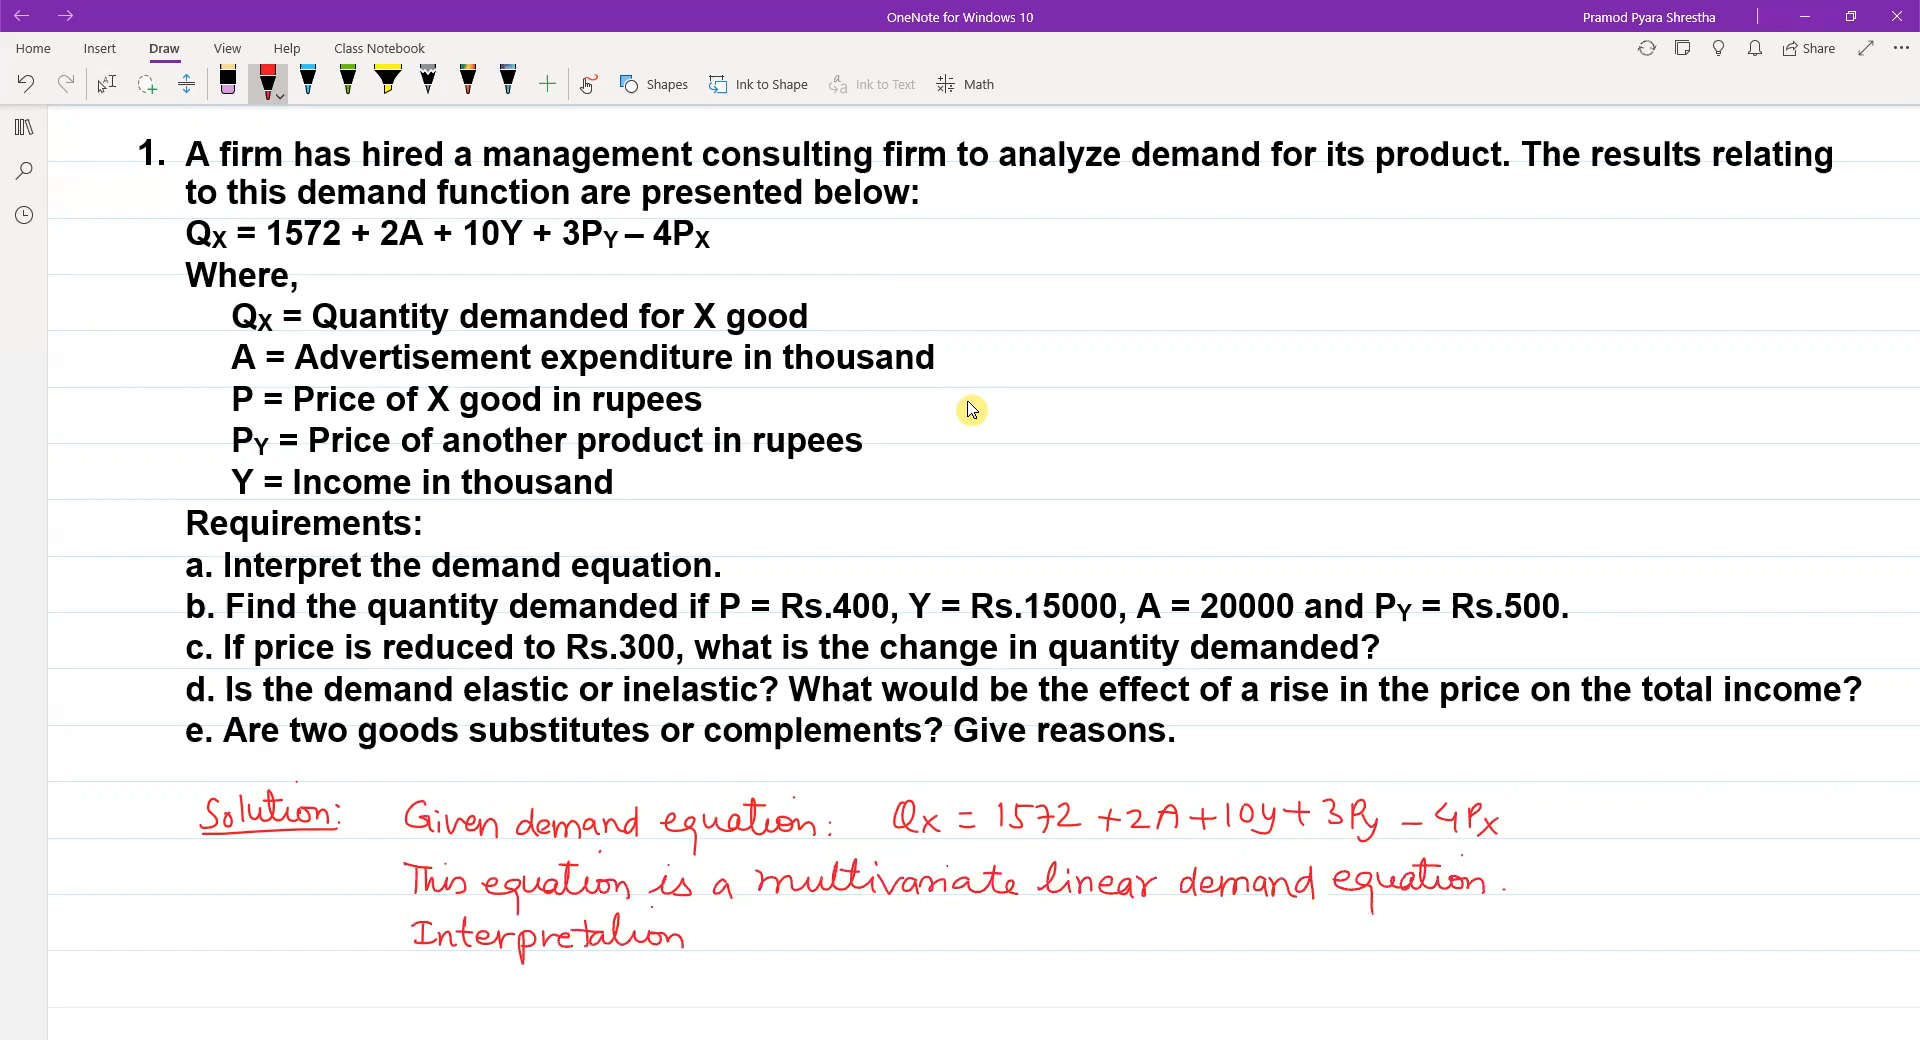 OneNote for Windows 10
Pramod Pyara Shrestha
Home Insert Draw View Help Class Notebook
Share
Shapes Ink to Shape Ink to Text Math
1. A firm has hired a management consulting firm to analyze demand for its product. The results relating
to this demand function are presented below:
QX = 1572 + 2A + 10Y + 3PY – 4PX
Where,
QX = Quantity demanded for X good
A = Advertisement expenditure in thousand
P = Price of X good in rupees
PY = Price of another product in rupees
Y = Income in thousand
Requirements:
a. Interpret the demand equation.
b. Find the quantity demanded if P = Rs.400, Y = Rs.15000, A = 20000 and PY = Rs.500.
c. If price is reduced to Rs.300, what is the change in quantity demanded?
d. Is the demand elastic or inelastic? What would be the effect of a rise in the price on the total income?
e. Are two goods substitutes or complements? Give reasons.
Solution: Given demand equation: Qx = 1572 + 2A + 10y + 3Py – 4Px
This equation is a multivariate linear demand equation.
Interpretation